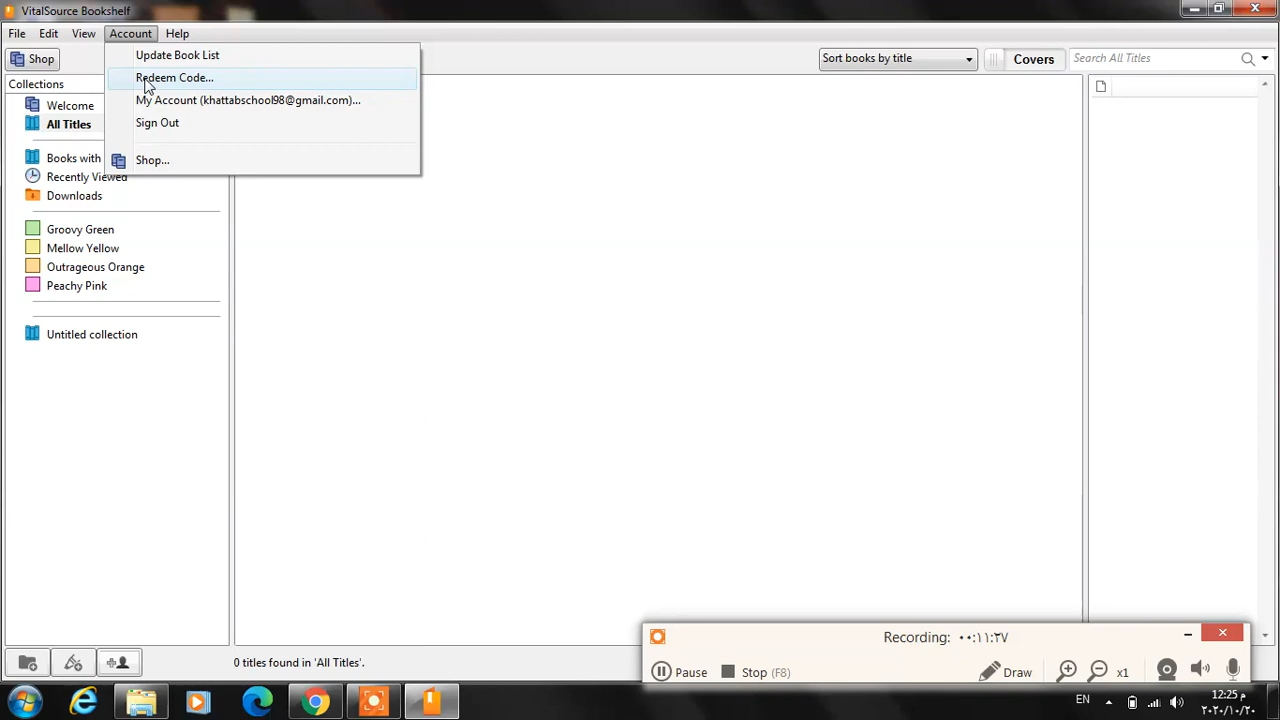 VitalSource Bookshelf
File Edit View Account Help
Shop
Sort books by title
Covers
Search All Titles
Update Book List
Redeem Code...
My Account (khattabschool98@gmail.com)...
Sign Out
Shop...
Collections
Welcome
All Titles
Books with
Recently Viewed
Downloads
Groovy Green
Mellow Yellow
Outrageous Orange
Peachy Pink
Untitled collection
0 titles found in 'All Titles'.
Recording: ٠٠:١١:٣٧
Pause Stop (F8) Draw x1
EN
12:25 م
٢٠٢٠/١٠/٢٠